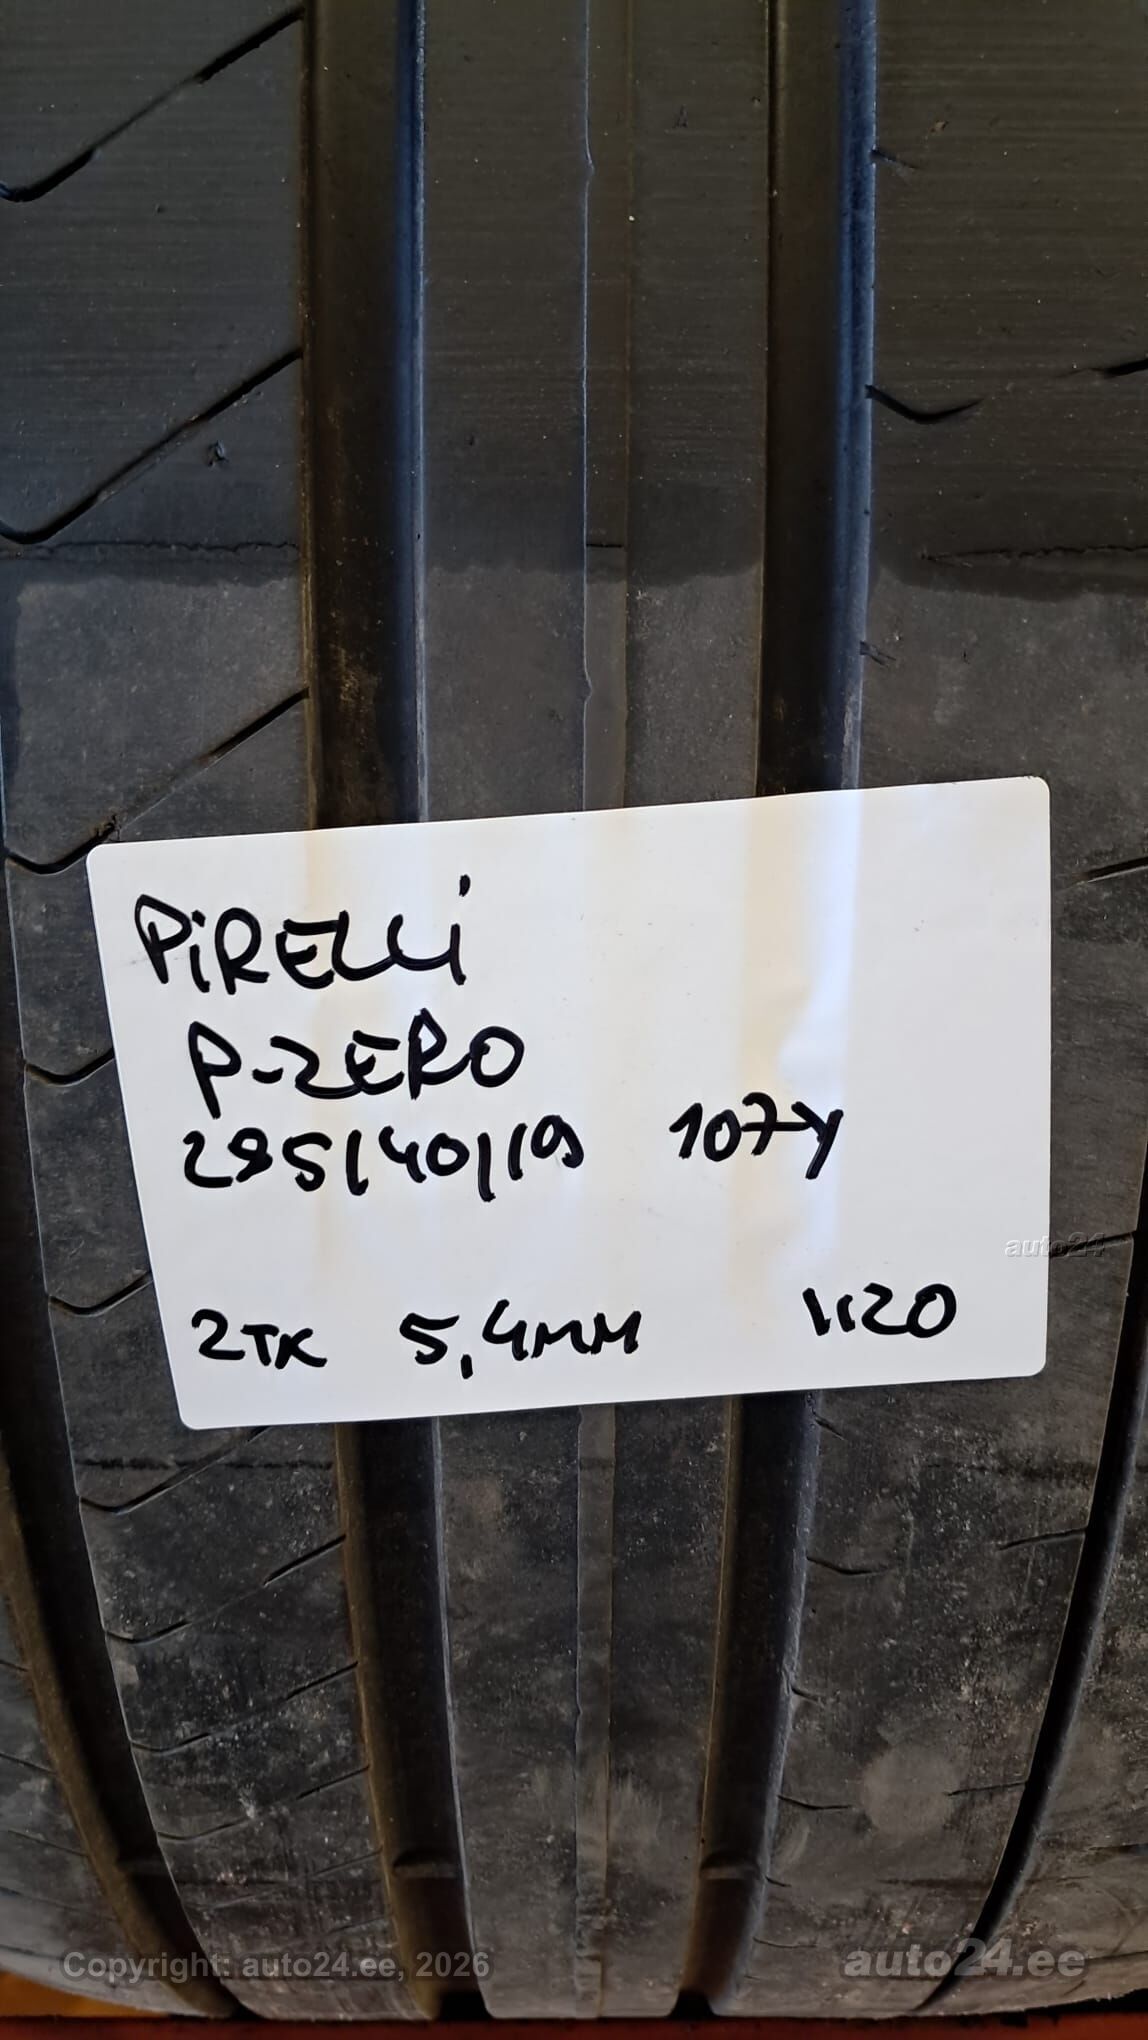 PiRELLi
P-ZERO
295/40/19 107Y
auto24
2TK 5,4MM 1120
Copyright: auto24.ee, 2026
auto24.ee